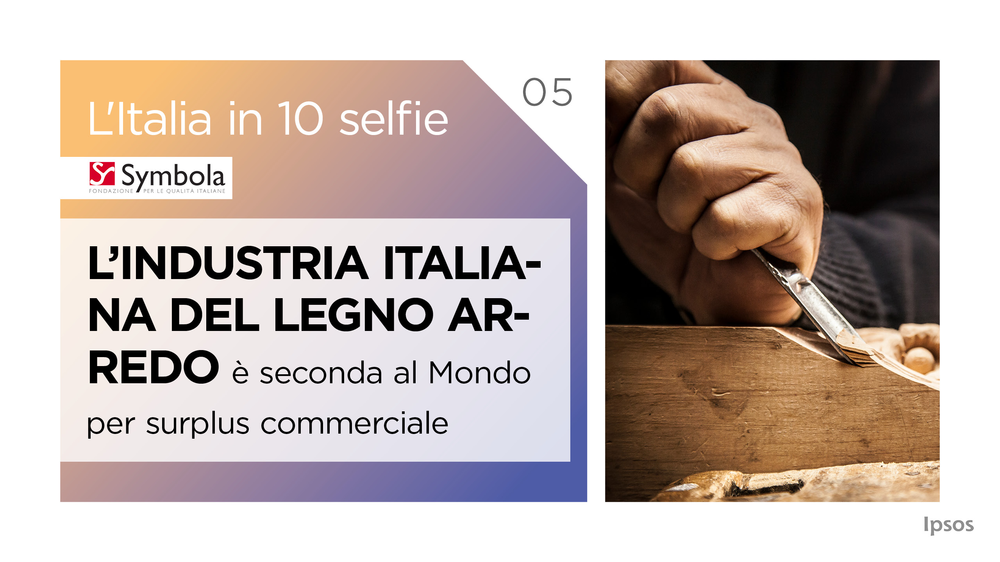 L'Italia in 10 selfie
05
Sy Symbola
FONDAZIONE PER LE QUALITÀ ITALIANE
L’INDUSTRIA ITALIA-
NA DEL LEGNO AR-
REDO è seconda al Mondo
per surplus commerciale
Ipsos